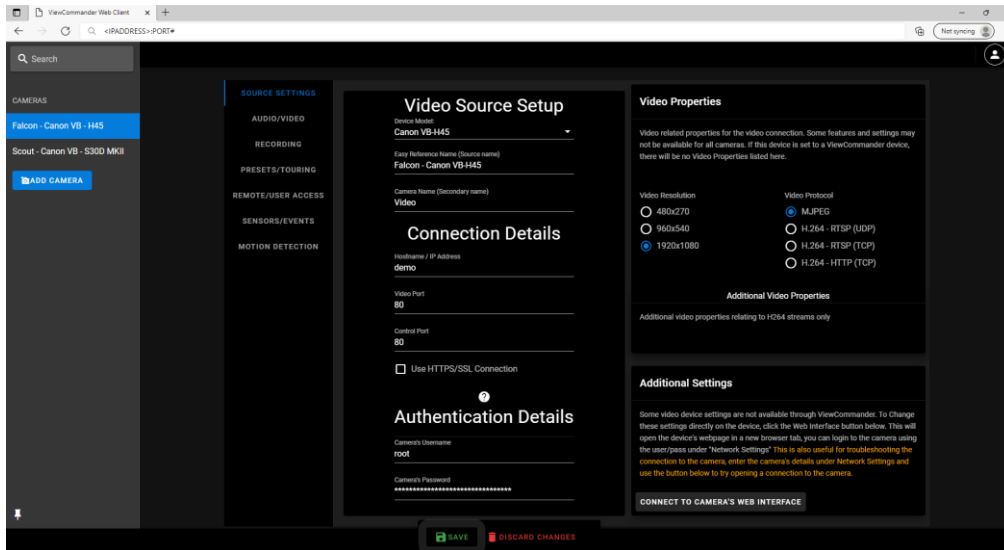 ViewCommander Web Client
<IPADDRESS>:PORT#
Not syncing
Search
CAMERAS
Falcon - Canon VB - H45
Scout - Canon VB - S30D MKII
ADD CAMERA
SOURCE SETTINGS
AUDIO/VIDEO
RECORDING
PRESETS/TOURING
REMOTE/USER ACCESS
SENSORS/EVENTS
MOTION DETECTION
Video Source Setup
Device Model:
Canon VB-H45
Easy Reference Name (Source name)
Falcon - Canon VB-H45
Camera Name (Secondary name)
Video
Connection Details
Hostname / IP Address
demo
Video Port
80
Control Port
80
Use HTTPS/SSL Connection
?
Authentication Details
Camera's Username
root
Camera's Password
********************************
Video Properties
Video related properties for the video connection. Some features and settings may
not be available for all cameras. If this device is set to a ViewCommander device,
there will be no Video Properties listed here.
Video Resolution
480x270
960x540
1920x1080
Video Protocol
MJPEG
H.264 - RTSP (UDP)
H.264 - RTSP (TCP)
H.264 - HTTP (TCP)
Additional Video Properties
Additional video properties relating to H264 streams only
Additional Settings
Some video device settings are not available through ViewCommander. To Change
these settings directly on the device, click the Web Interface button below. This will
open the device's webpage in a new browser tab, you can login to the camera using
the user/pass under "Network Settings" This is also useful for troubleshooting the
connection to the camera, enter the camera's details under Network Settings and
use the button below to try opening a connection to the camera.
CONNECT TO CAMERA'S WEB INTERFACE
SAVE
DISCARD CHANGES